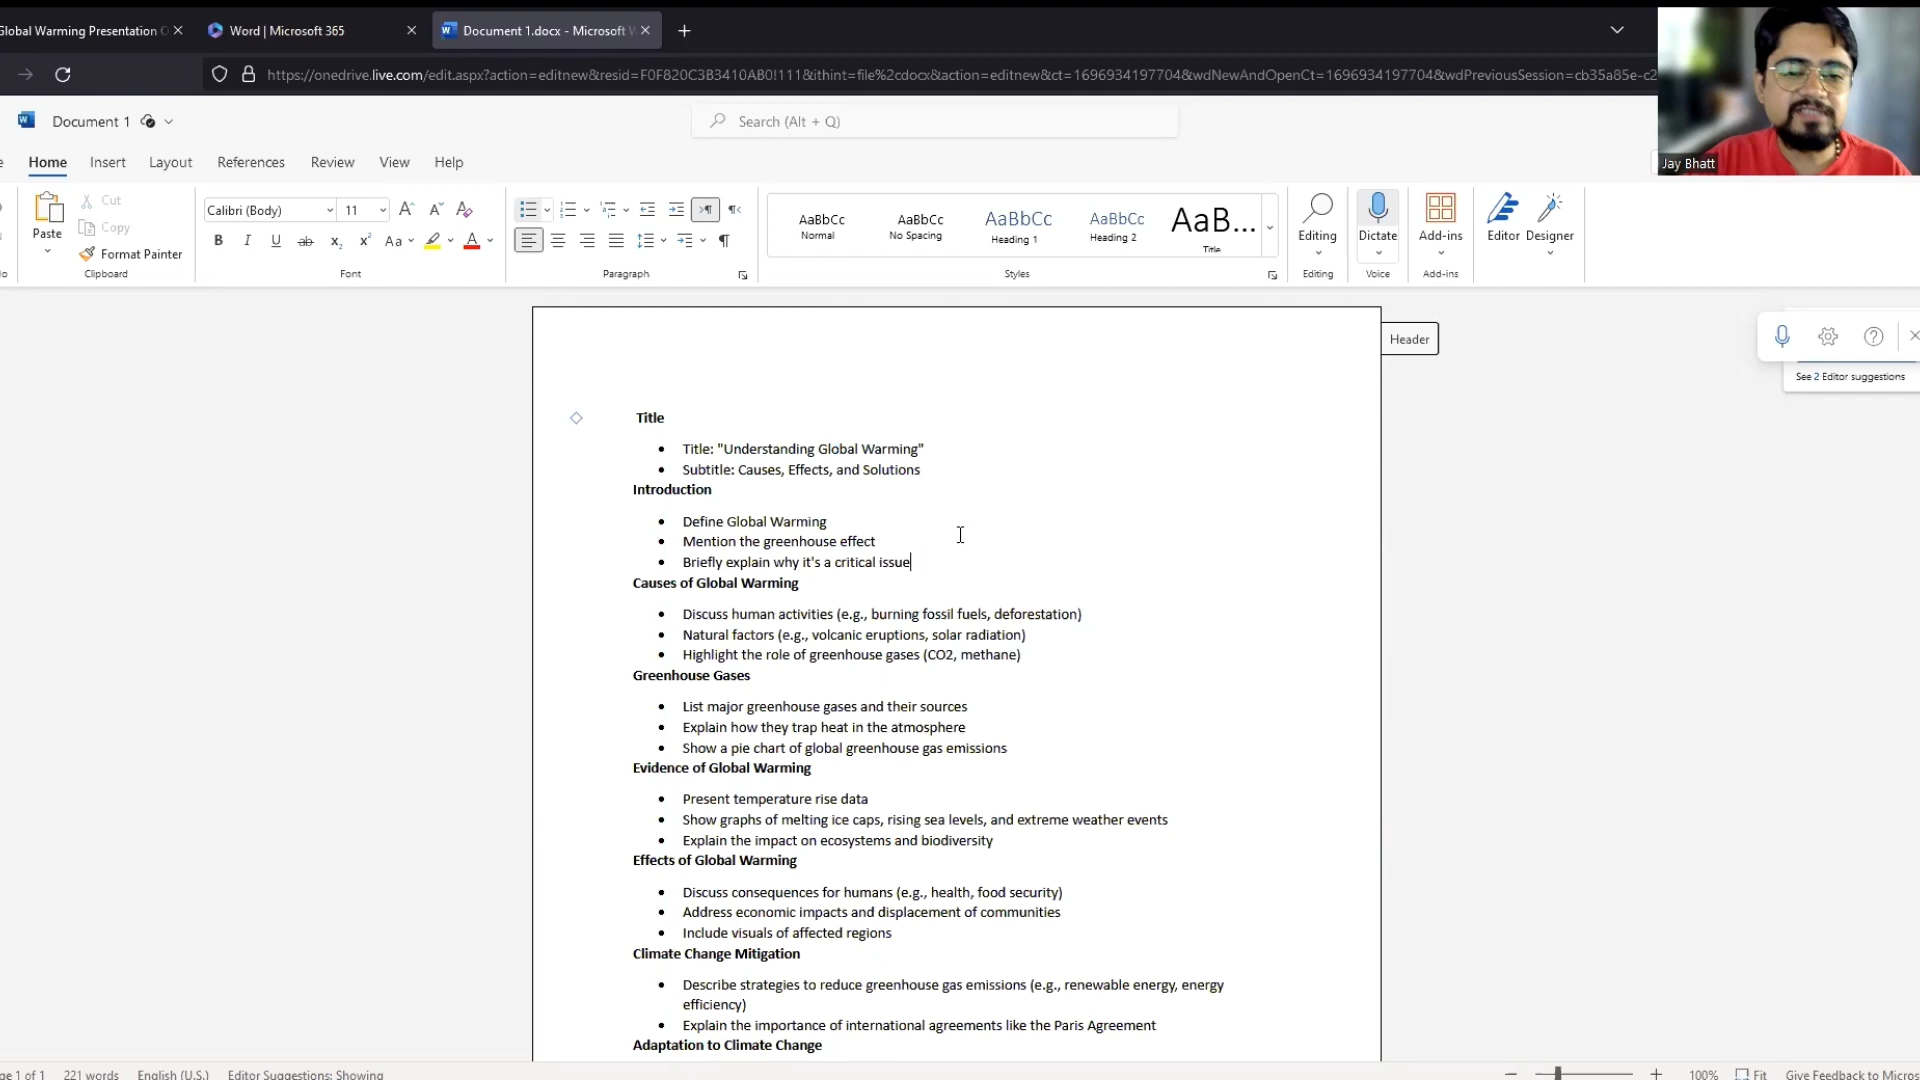 Global Warming Presentation
Word | Microsoft 365
Document 1.docx - Microsoft
https://onedrive.live.com/edit.aspx?action=editnew&resid=F0F820C3B3410AB0!111&ithint=file%2cdocx&action=editnew&ct=1696934197704&wdNewAndOpenCt=1696934197704&wdPreviousSession=cb35a85e-c2
Jay Bhatt
Document 1
Search (Alt + Q)
Home Insert Layout References Review View Help
Paste
Cut
Copy
Format Painter
Clipboard
Calibri (Body) 11
Font
Paragraph
AaBbCc
Normal
AaBbCc
No Spacing
AaBbCc
Heading 1
AaBbCc
Heading 2
AaB...
Title
Styles
Editing
Editing
Dictate
Voice
Add-ins
Add-ins
Editor
Designer
Header
See 2 Editor suggestions
Title
• Title: "Understanding Global Warming"
• Subtitle: Causes, Effects, and Solutions
Introduction
• Define Global Warming
• Mention the greenhouse effect
• Briefly explain why it's a critical issue
Causes of Global Warming
• Discuss human activities (e.g., burning fossil fuels, deforestation)
• Natural factors (e.g., volcanic eruptions, solar radiation)
• Highlight the role of greenhouse gases (CO2, methane)
Greenhouse Gases
• List major greenhouse gases and their sources
• Explain how they trap heat in the atmosphere
• Show a pie chart of global greenhouse gas emissions
Evidence of Global Warming
• Present temperature rise data
• Show graphs of melting ice caps, rising sea levels, and extreme weather events
• Explain the impact on ecosystems and biodiversity
Effects of Global Warming
• Discuss consequences for humans (e.g., health, food security)
• Address economic impacts and displacement of communities
• Include visuals of affected regions
Climate Change Mitigation
• Describe strategies to reduce greenhouse gas emissions (e.g., renewable energy, energy
efficiency)
• Explain the importance of international agreements like the Paris Agreement
Adaptation to Climate Change
1 of 1 221 words English (U.S.) Editor Suggestions: Showing 100% Fit Give Feedback to Micros